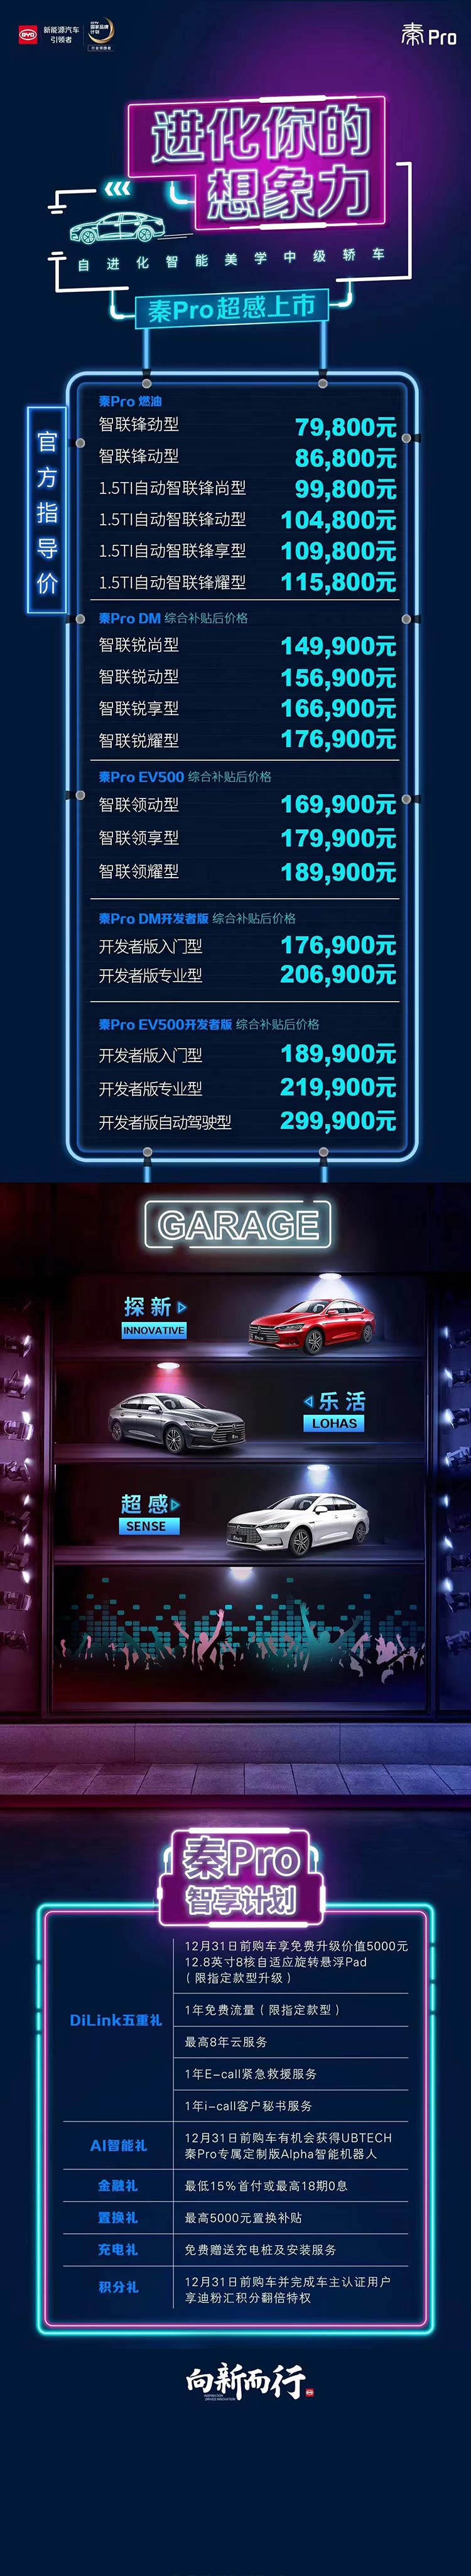 BYD
新能源汽车
引领者
国家品牌
计划
行业领跑者
秦Pro
进化你的
想象力
自进化智能美学中级轿车
秦Pro超感上市
官方指导价
秦Pro 燃油
智联锋劲型 79,800元
智联锋动型 86,800元
1.5TI自动智联锋尚型 99,800元
1.5TI自动智联锋动型 104,800元
1.5TI自动智联锋享型 109,800元
1.5TI自动智联锋耀型 115,800元
秦Pro DM 综合补贴后价格
智联锐尚型 149,900元
智联锐动型 156,900元
智联锐享型 166,900元
智联锐耀型 176,900元
秦Pro EV500 综合补贴后价格
智联领动型 169,900元
智联领享型 179,900元
智联领耀型 189,900元
秦Pro DM开发者版 综合补贴后价格
开发者版入门型 176,900元
开发者版专业型 206,900元
秦Pro EV500开发者版 综合补贴后价格
开发者版入门型 189,900元
开发者版专业型 219,900元
开发者版自动驾驶型 299,900元
GARAGE
探新
INNOVATIVE
乐活
LOHAS
超感
SENSE
秦Pro
智享计划
DiLink五重礼
12月31日前购车享免费升级价值5000元
12.8英寸8核自适应旋转悬浮Pad
（限指定款型升级）
1年免费流量（限指定款型）
最高8年云服务
1年E-call紧急救援服务
1年i-call客户秘书服务
AI智能礼
12月31日前购车有机会获得UBTECH
秦Pro专属定制版Alpha智能机器人
金融礼 最低15%首付或最高18期0息
置换礼 最高5000元置换补贴
充电礼 免费赠送充电桩及安装服务
积分礼
12月31日前购车并完成车主认证用户
享迪粉汇积分翻倍特权
向新而行